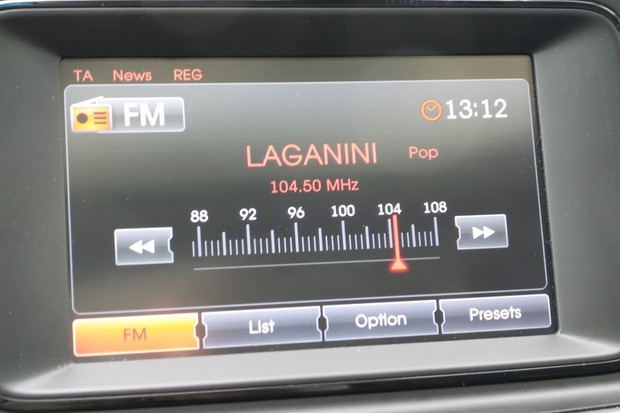 TA News REG
FM 13:12
LAGANINI Pop
104.50 MHz
88 92 96 100 104 108
FM List Option Presets